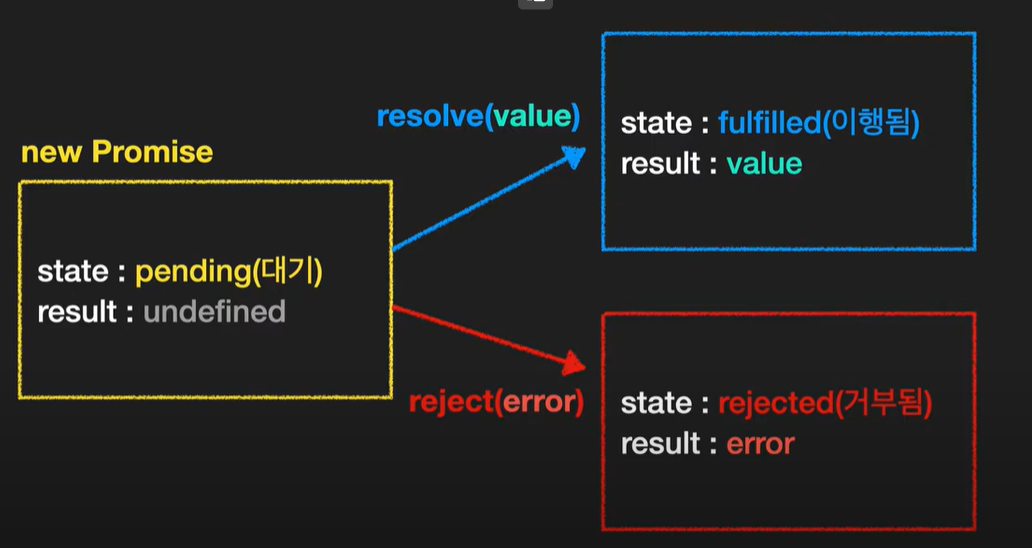 new Promise
state : pending(대기)
result : undefined
resolve(value)
state : fulfilled(이행됨)
result : value
reject(error)
state : rejected(거부됨)
result : error